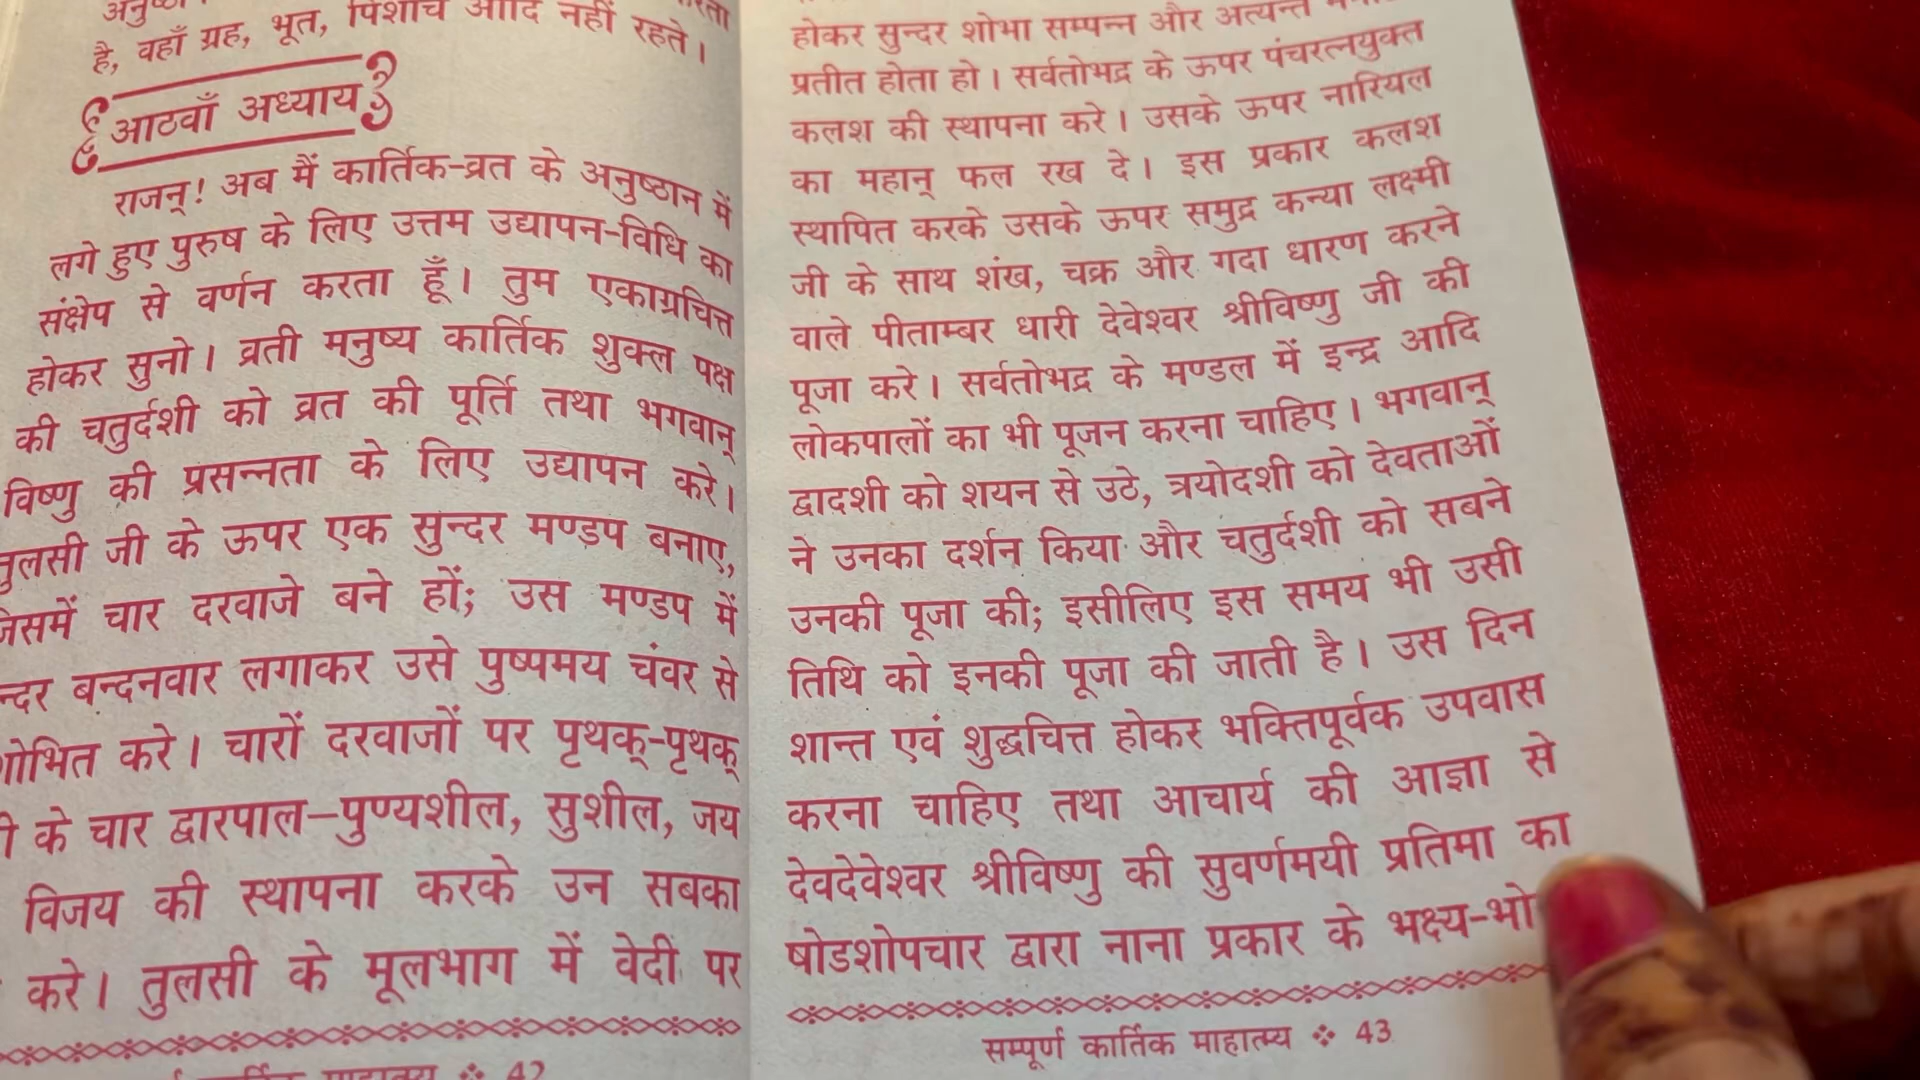 है, वहाँ ग्रह, भूत, पिशाच आदि नहीं रहते।
आठवाँ अध्याय
राजन्! अब मैं कार्तिक-व्रत के अनुष्ठान में
लगे हुए पुरुष के लिए उत्तम उद्यापन-विधि का
संक्षेप से वर्णन करता हूँ। तुम एकाग्रचित्त
होकर सुनो। व्रती मनुष्य कार्तिक शुक्ल पक्ष
की चतुर्दशी को व्रत की पूर्ति तथा भगवान्
विष्णु की प्रसन्नता के लिए उद्यापन करे।
तुलसी जी के ऊपर एक सुन्दर मण्डप बनाए,
जिसमें चार दरवाजे बने हों; उस मण्डप में
बन्दनवार लगाकर उसे पुष्पमय चंवर से
करे। चारों दरवाजों पर पृथक्-पृथक्
के चार द्वारपाल–पुण्यशील, सुशील, जय
विजय की स्थापना करके उन सबका
करे। तुलसी के मूलभाग में वेदी पर
42
होकर सुन्दर शोभा सम्पन्न और अत्यन्त
प्रतीत होता हो। सर्वतोभद्र के ऊपर पंचरत्नयुक्त
कलश की स्थापना करे। उसके ऊपर नारियल
का महान् फल रख दे। इस प्रकार कलश
स्थापित करके उसके ऊपर समुद्र कन्या लक्ष्मी
जी के साथ शंख, चक्र और गदा धारण करने
वाले पीताम्बर धारी देवेश्वर श्रीविष्णु जी की
पूजा करे। सर्वतोभद्र के मण्डल में इन्द्र आदि
लोकपालों का भी पूजन करना चाहिए। भगवान्
द्वादशी को शयन से उठे, त्रयोदशी को देवताओं
ने उनका दर्शन किया और चतुर्दशी को सबने
उनकी पूजा की; इसीलिए इस समय भी उसी
तिथि को इनकी पूजा की जाती है। उस दिन
शान्त एवं शुद्धचित्त होकर भक्तिपूर्वक उपवास
करना चाहिए तथा आचार्य की आज्ञा से
देवदेवेश्वर श्रीविष्णु की सुवर्णमयी प्रतिमा का
षोडशोपचार द्वारा नाना प्रकार के भक्ष्य-भो
सम्पूर्ण कार्तिक माहात्म्य ❖ 43